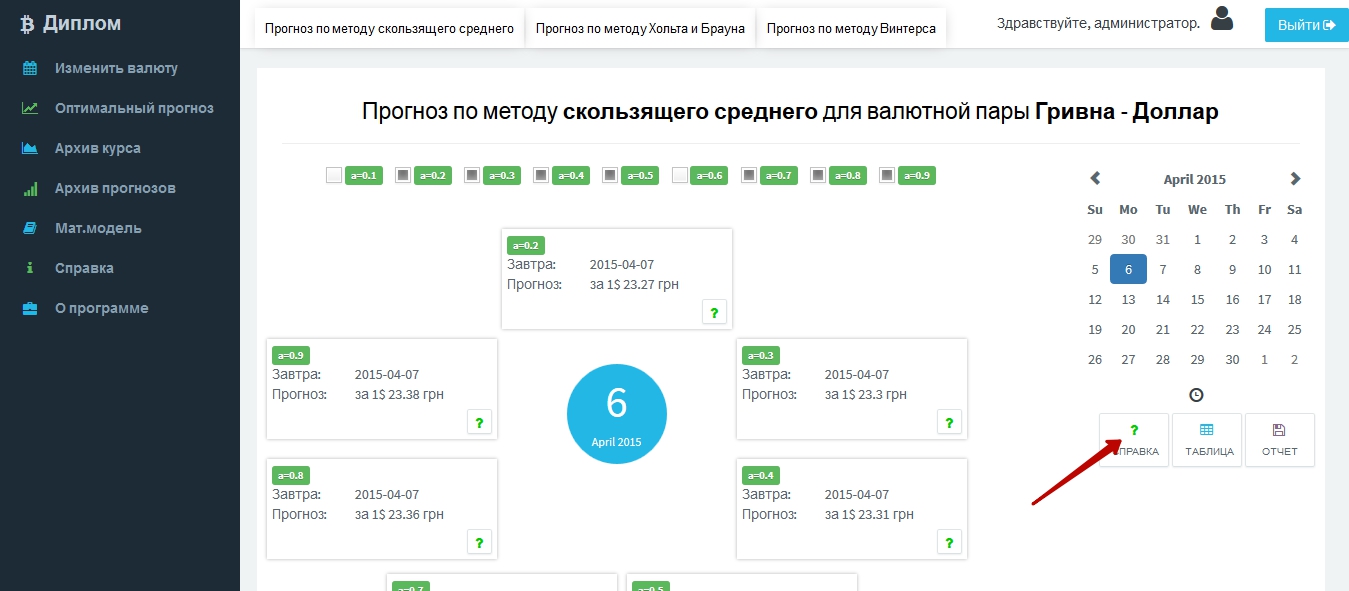 Диплом
Изменить валюту
Оптимальный прогноз
Архив курса
Архив прогнозов
Мат.модель
Справка
О программе
Прогноз по методу скользящего среднего
Прогноз по методу Хольта и Брауна
Прогноз по методу Винтерса
Здравствуйте, администратор.
Выйти
Прогноз по методу скользящего среднего для валютной пары Гривна - Доллар
a=0.1 a=0.2 a=0.3 a=0.4 a=0.5 a=0.6 a=0.7 a=0.8 a=0.9
a=0.2
Завтра: 2015-04-07
Прогноз: за 1$ 23.27 грн
?
a=0.9
Завтра: 2015-04-07
Прогноз: за 1$ 23.38 грн
?
6
April 2015
a=0.3
Завтра: 2015-04-07
Прогноз: за 1$ 23.3 грн
?
a=0.8
Завтра: 2015-04-07
Прогноз: за 1$ 23.36 грн
?
a=0.4
Завтра: 2015-04-07
Прогноз: за 1$ 23.31 грн
?
a=0.7
a=0.5
April 2015
Su Mo Tu We Th Fr Sa
29 30 31 1 2 3 4
5 6 7 8 9 10 11
12 13 14 15 16 17 18
19 20 21 22 23 24 25
26 27 28 29 30 1 2
?
СПРАВКА
ТАБЛИЦА
ОТЧЕТ